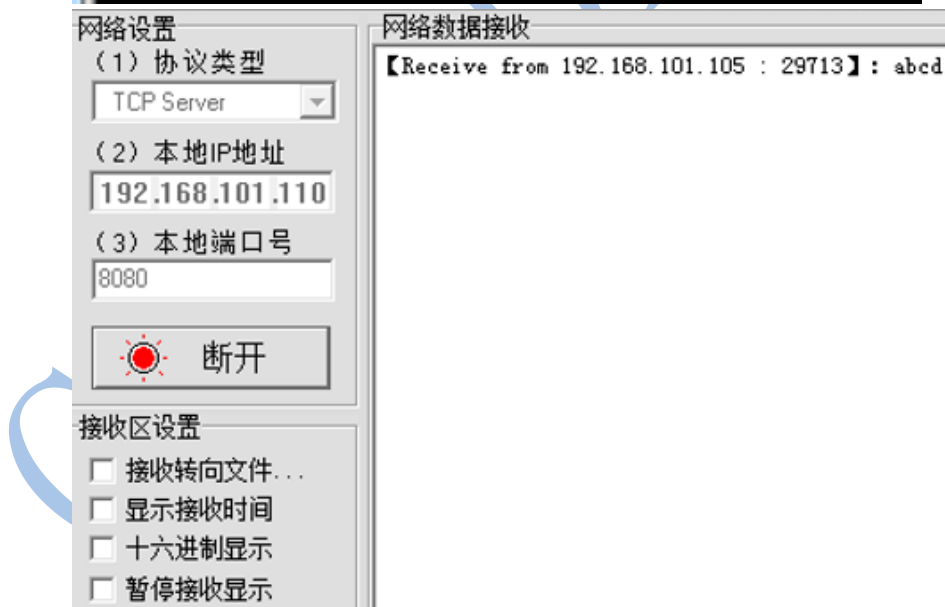 网络设置
(1) 协议类型
TCP Server
(2) 本地IP地址
192.168.101.110
(3) 本地端口号
8080
断开
接收区设置
接收转向文件...
显示接收时间
十六进制显示
暂停接收显示
网络数据接收
【Receive from 192.168.101.105 : 29713】: abcd